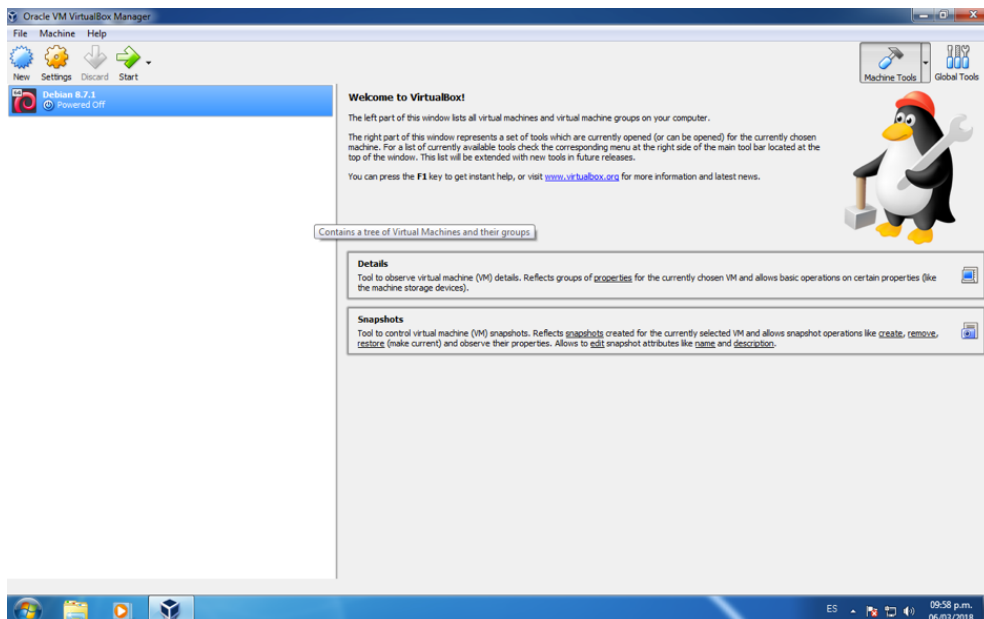 Oracle VM VirtualBox Manager
File Machine Help
New Settings Discard Start
Machine Tools Global Tools
64
Debian 8.7.1
Powered Off
Welcome to VirtualBox!
The left part of this window lists all virtual machines and virtual machine groups on your computer.
The right part of this window represents a set of tools which are currently opened (or can be opened) for the currently chosen
machine. For a list of currently available tools check the corresponding menu at the right side of the main tool bar located at the
top of the window. This list will be extended with new tools in future releases.
You can press the F1 key to get instant help, or visit www.virtualbox.org for more information and latest news.
Contains a tree of Virtual Machines and their groups
Details
Tool to observe virtual machine (VM) details. Reflects groups of properties for the currently chosen VM and allows basic operations on certain properties (like
the machine storage devices).
Snapshots
Tool to control virtual machine (VM) snapshots. Reflects snapshots created for the currently selected VM and allows snapshot operations like create, remove,
restore (make current) and observe their properties. Allows to edit snapshot attributes like name and description.
ES
09:58 p.m.
06/03/2018